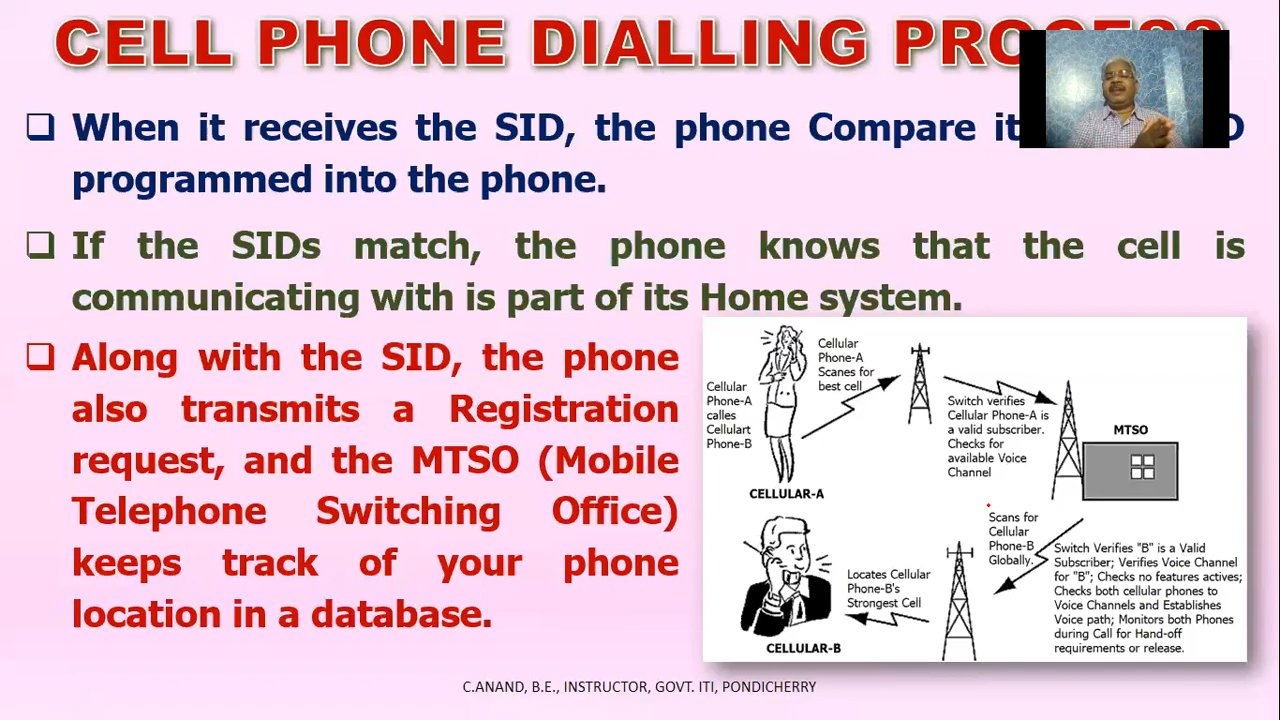 CELL PHONE DIALLING
When it receives the SID, the phone Compare it
programmed into the phone.
If the SIDs match, the phone knows that the cell is
communicating with is part of its Home system.
Along with the SID, the phone
also transmits a Registration
request, and the MTSO (Mobile
Telephone Switching Office)
keeps track of your phone
location in a database.
Cellular
Phone-A
calles
Cellulart
Phone-B
Cellular
Phone-A
Scanes for
best cell
CELLULAR-A
Switch verifies
Cellular Phone-A is
a valid subscriber.
Checks for
available Voice
Channel
MTSO
Scans for
Cellular
Phone-B
Globally.
Switch Verifies "B" is a Valid
Subscriber; Verifies Voice Channel
for "B"; Checks no features actives;
Checks both cellular phones to
Voice Channels and Establishes
Voice path; Monitors both Phones
during Call for Hand-off
requirements or release.
Locates Cellular
Phone-B's
Strongest Cell
CELLULAR-B
C.ANAND, B.E., INSTRUCTOR, GOVT. ITI, PONDICHERRY